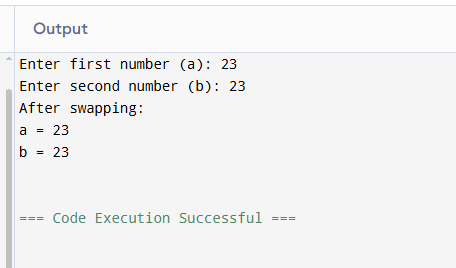 Output
Enter first number (a): 23
Enter second number (b): 23
After swapping:
a = 23
b = 23
=== Code Execution Successful ===